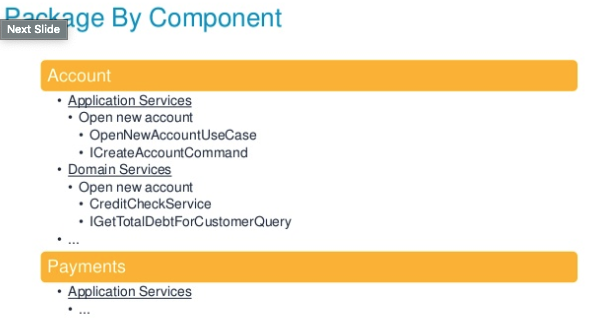 Package By Component
Next Slide
Account
• Application Services
• Open new account
• OpenNewAccountUseCase
• ICreateAccountCommand
• Domain Services
• Open new account
• CreditCheckService
• IGetTotalDebtForCustomerQuery
• ...
Payments
• Application Services
• ...